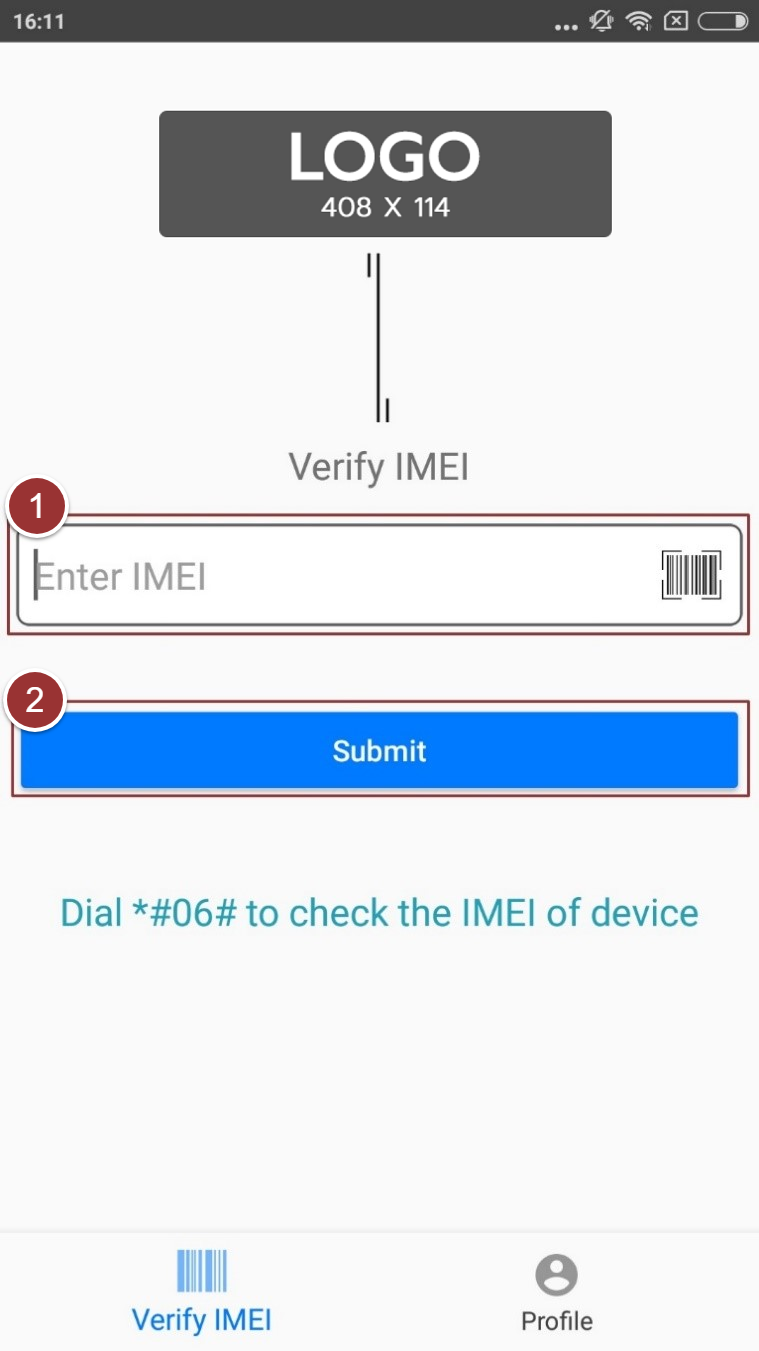 16:11
LOGO
408 X 114
Verify IMEI
1
Enter IMEI
2
Submit
Dial *#06# to check the IMEI of device
Verify IMEI
Profile